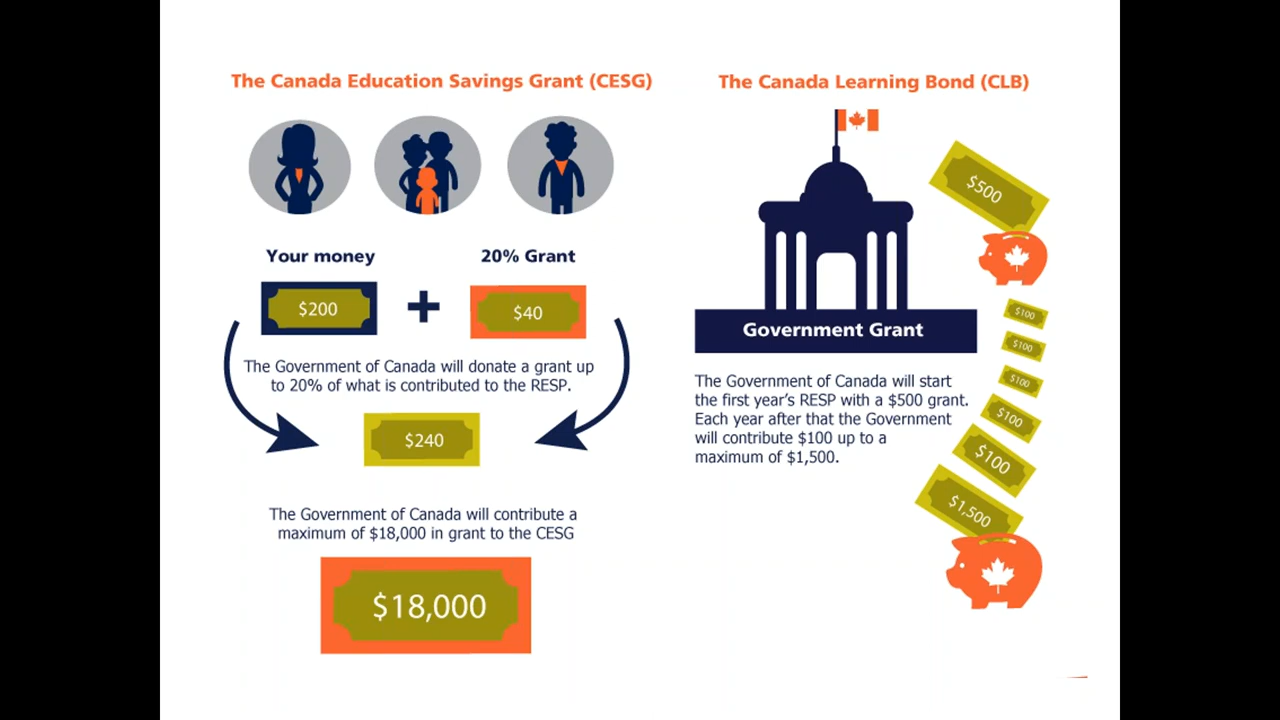 The Canada Education Savings Grant (CESG)
Your money
20% Grant
$200
$40
The Government of Canada will donate a grant up
to 20% of what is contributed to the RESP.
$240
The Government of Canada will contribute a
maximum of $18,000 in grant to the CESG
$18,000
The Canada Learning Bond (CLB)
$500
Government Grant
The Government of Canada will start
the first year's RESP with a $500 grant.
Each year after that the Government
will contribute $100 up to a
maximum of $1,500.
$100
$100
$100
$100
$100
$1,500